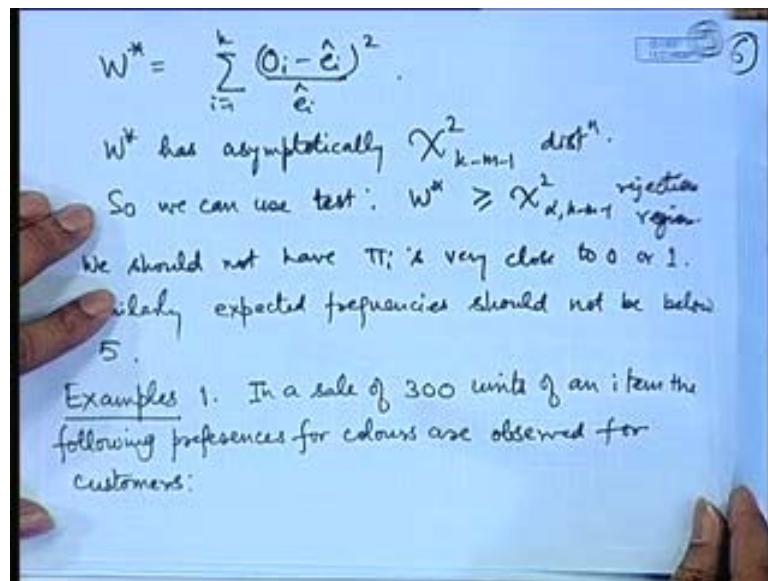 W* = Σ_{i=1}^{k} (O_i - ê_i)² / ê_i .
W* has asymptotically χ²_{k-m-1} distⁿ.
So we can use test: W* ≥ χ²_{α, k-m-1} rejection region
We should not have π_i's very close to 0 or 1.
ilarly expected frequencies should not be below
5.
Examples 1. In a sale of 300 units of an item the
following preferences for colours are observed for
customers:
6